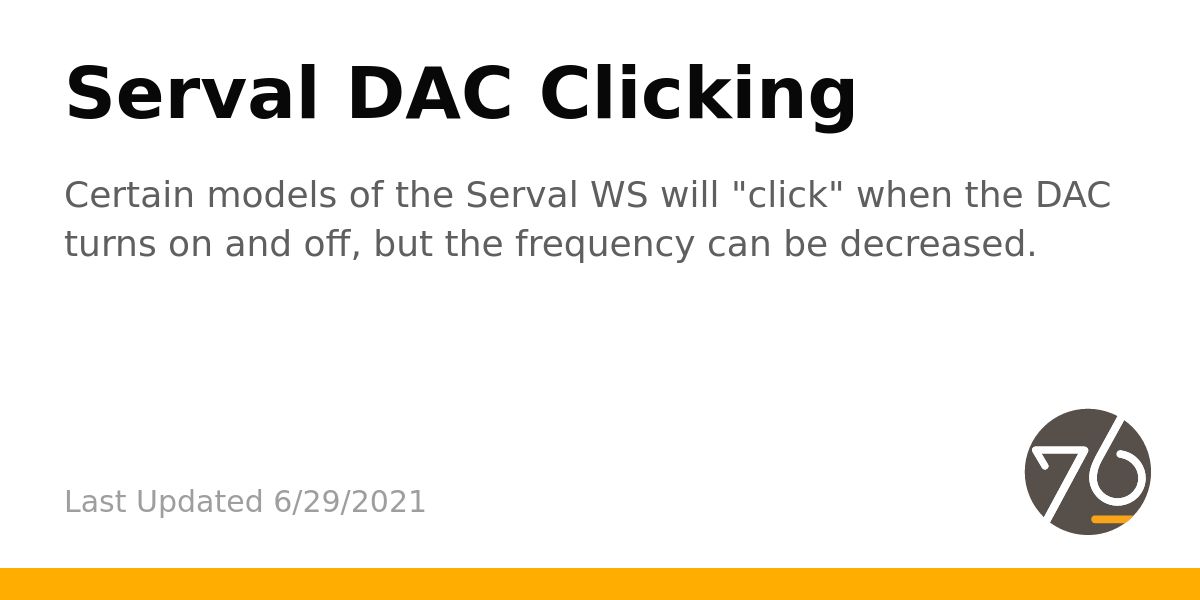 Serval DAC Clicking
Certain models of the Serval WS will "click" when the DAC
turns on and off, but the frequency can be decreased.
Last Updated 6/29/2021
76